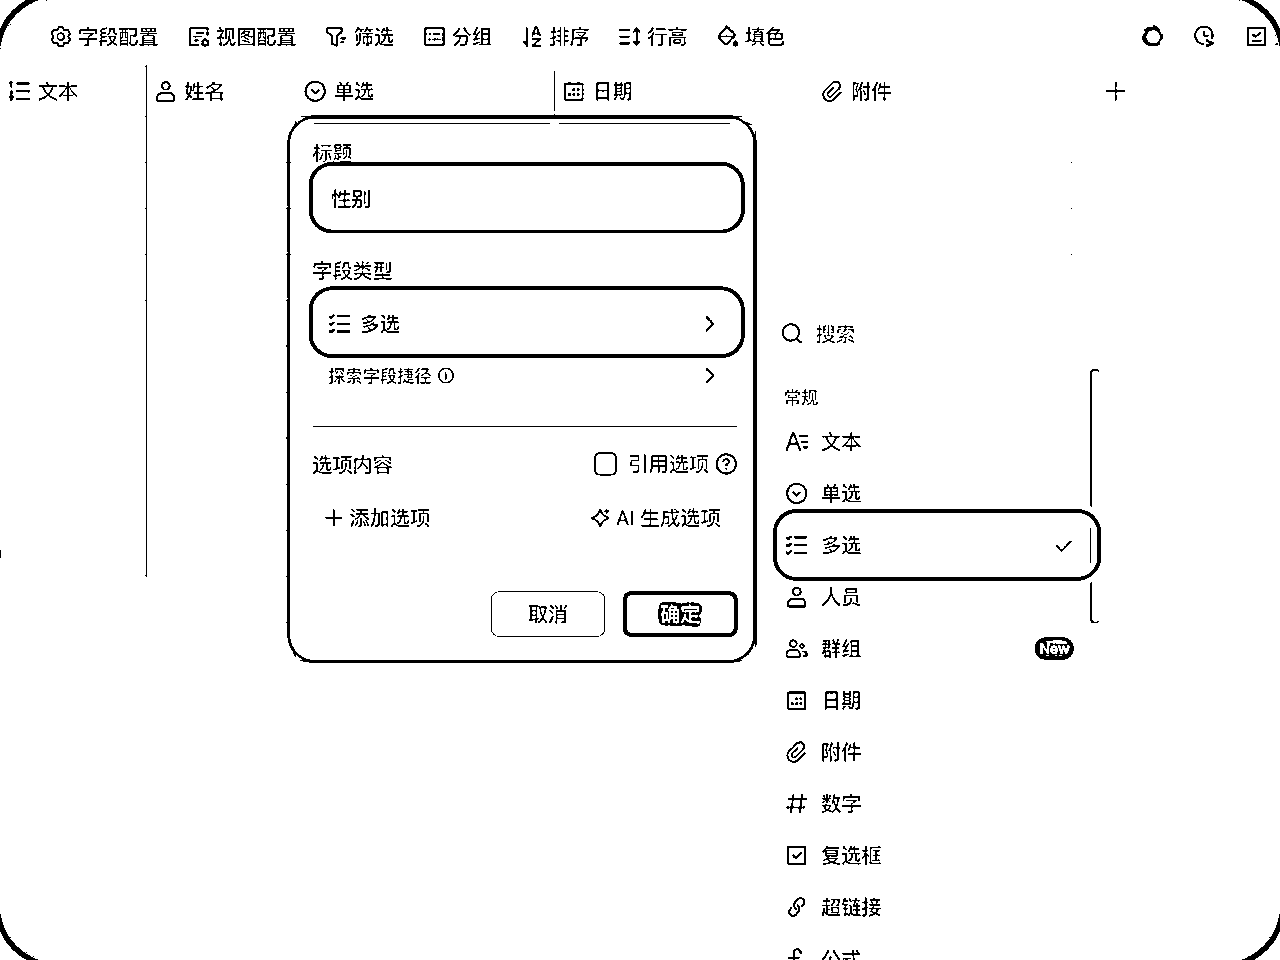 字段配置 视图配置 筛选 分组 排序 行高 填色
文本 姓名 单选 日期 附件
标题
性别
字段类型
多选
探索字段捷径
选项内容 引用选项
添加选项 AI 生成选项
取消 确定
搜索
常规
文本
单选
多选
人员
群组 New
日期
附件
数字
复选框
超链接
公式